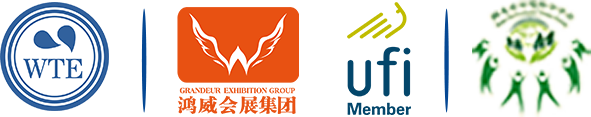 WTE
GRANDEUR EXHIBITION GROUP
鸿威会展集团
ufi
Member